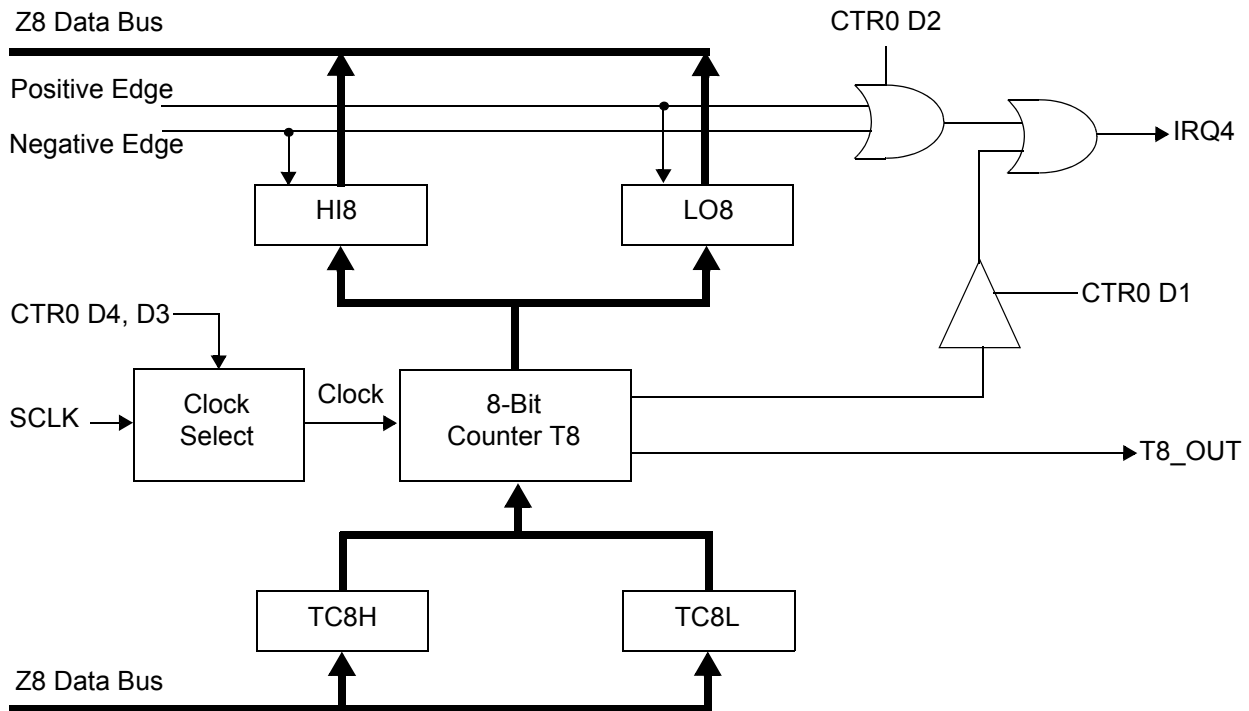 Z8 Data Bus
CTR0 D2
Positive Edge
Negative Edge
IRQ4
HI8
LO8
CTR0 D4, D3
CTR0 D1
SCLK
Clock
Select
Clock
8-Bit
Counter T8
T8_OUT
TC8H
TC8L
Z8 Data Bus